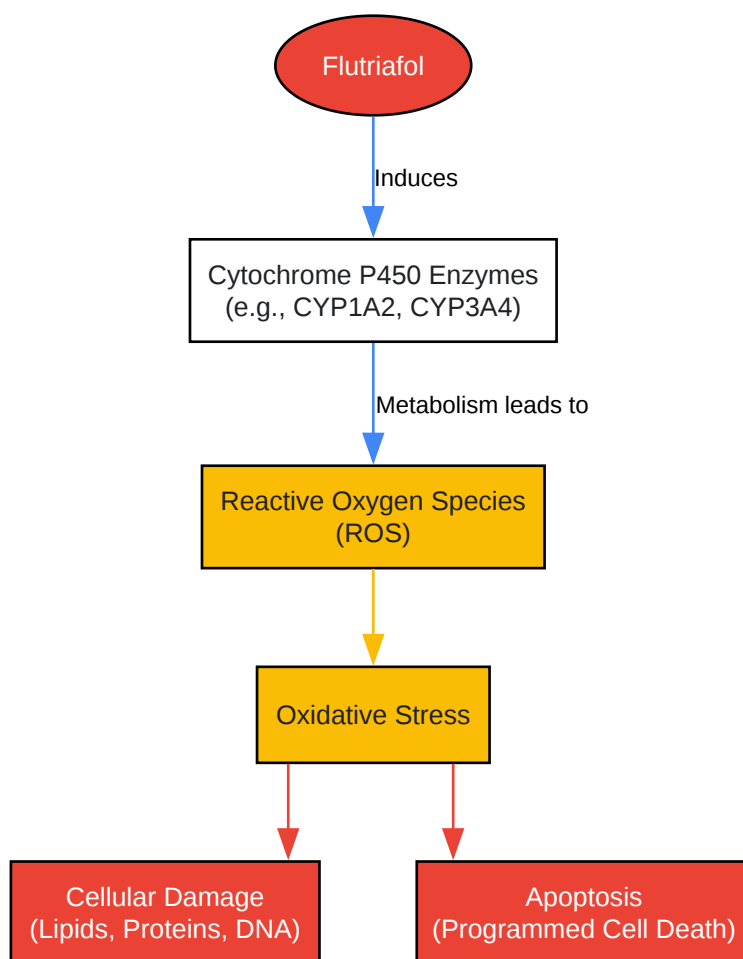 Flutriafol
Induces
Cytochrome P450 Enzymes
(e.g., CYP1A2, CYP3A4)
Metabolism leads to
Reactive Oxygen Species
(ROS)
Oxidative Stress
Cellular Damage
(Lipids, Proteins, DNA)
Apoptosis
(Programmed Cell Death)